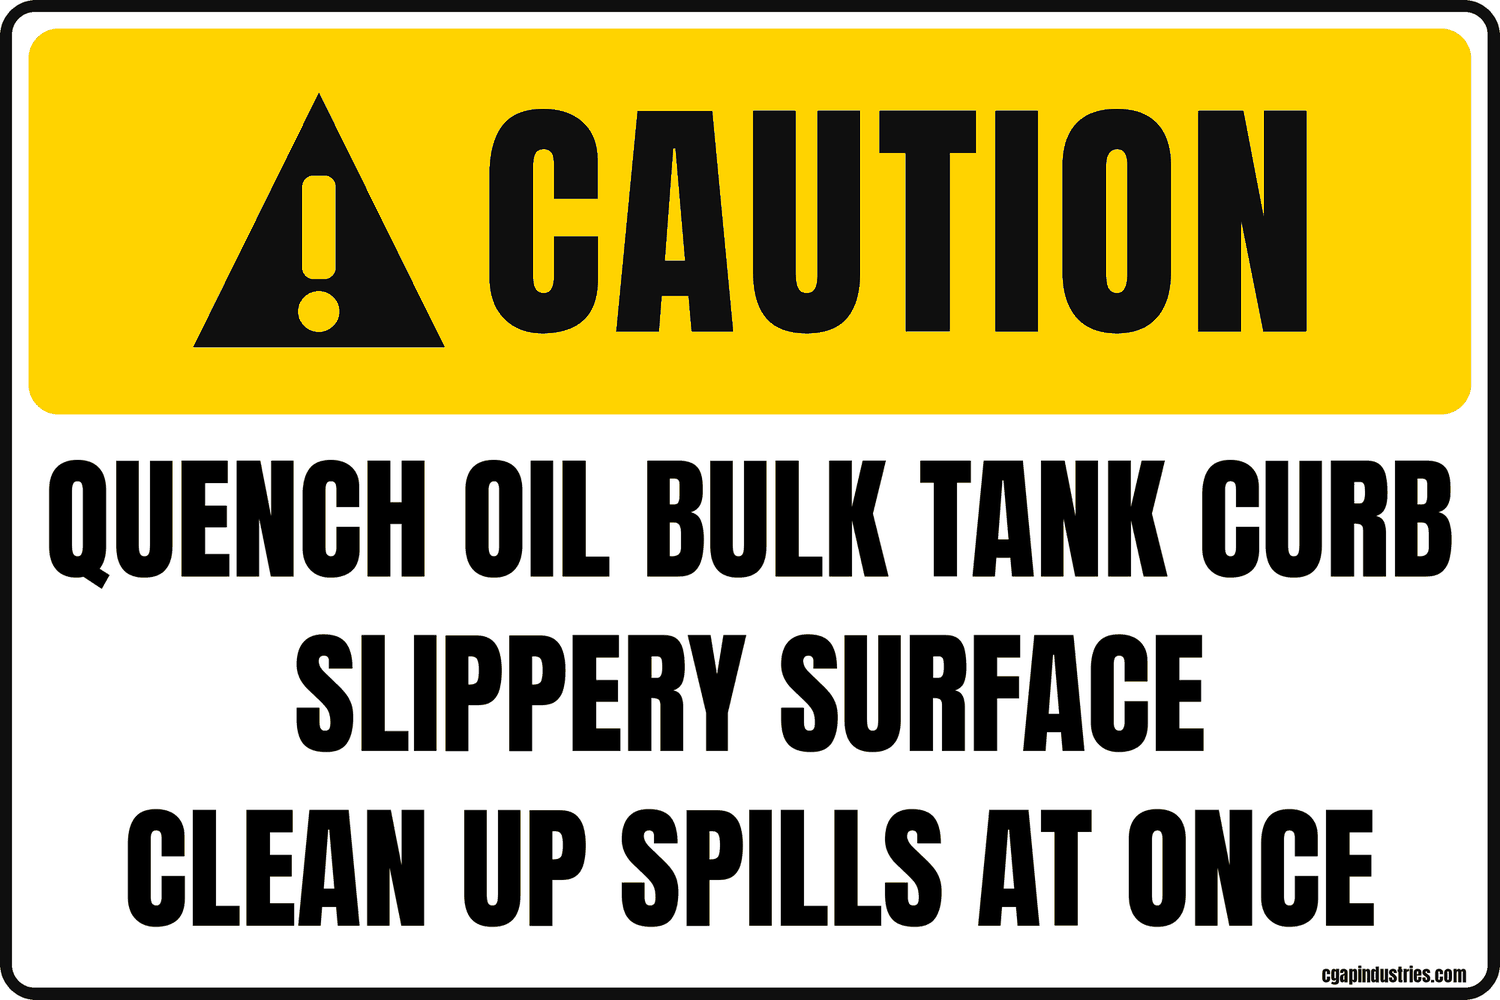 CAUTION
QUENCH OIL BULK TANK CURB
SLIPPERY SURFACE
CLEAN UP SPILLS AT ONCE
cgapindustries.com